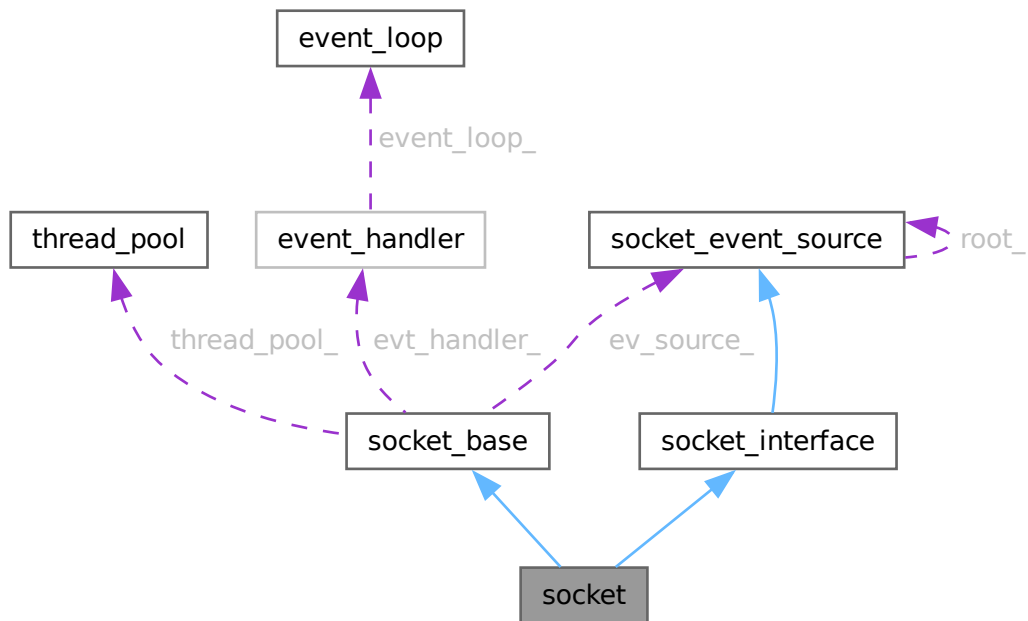 event_loop
event_loop_
thread_pool
event_handler
socket_event_source
root_
thread_pool_
evt_handler_
ev_source_
socket_base
socket_interface
socket